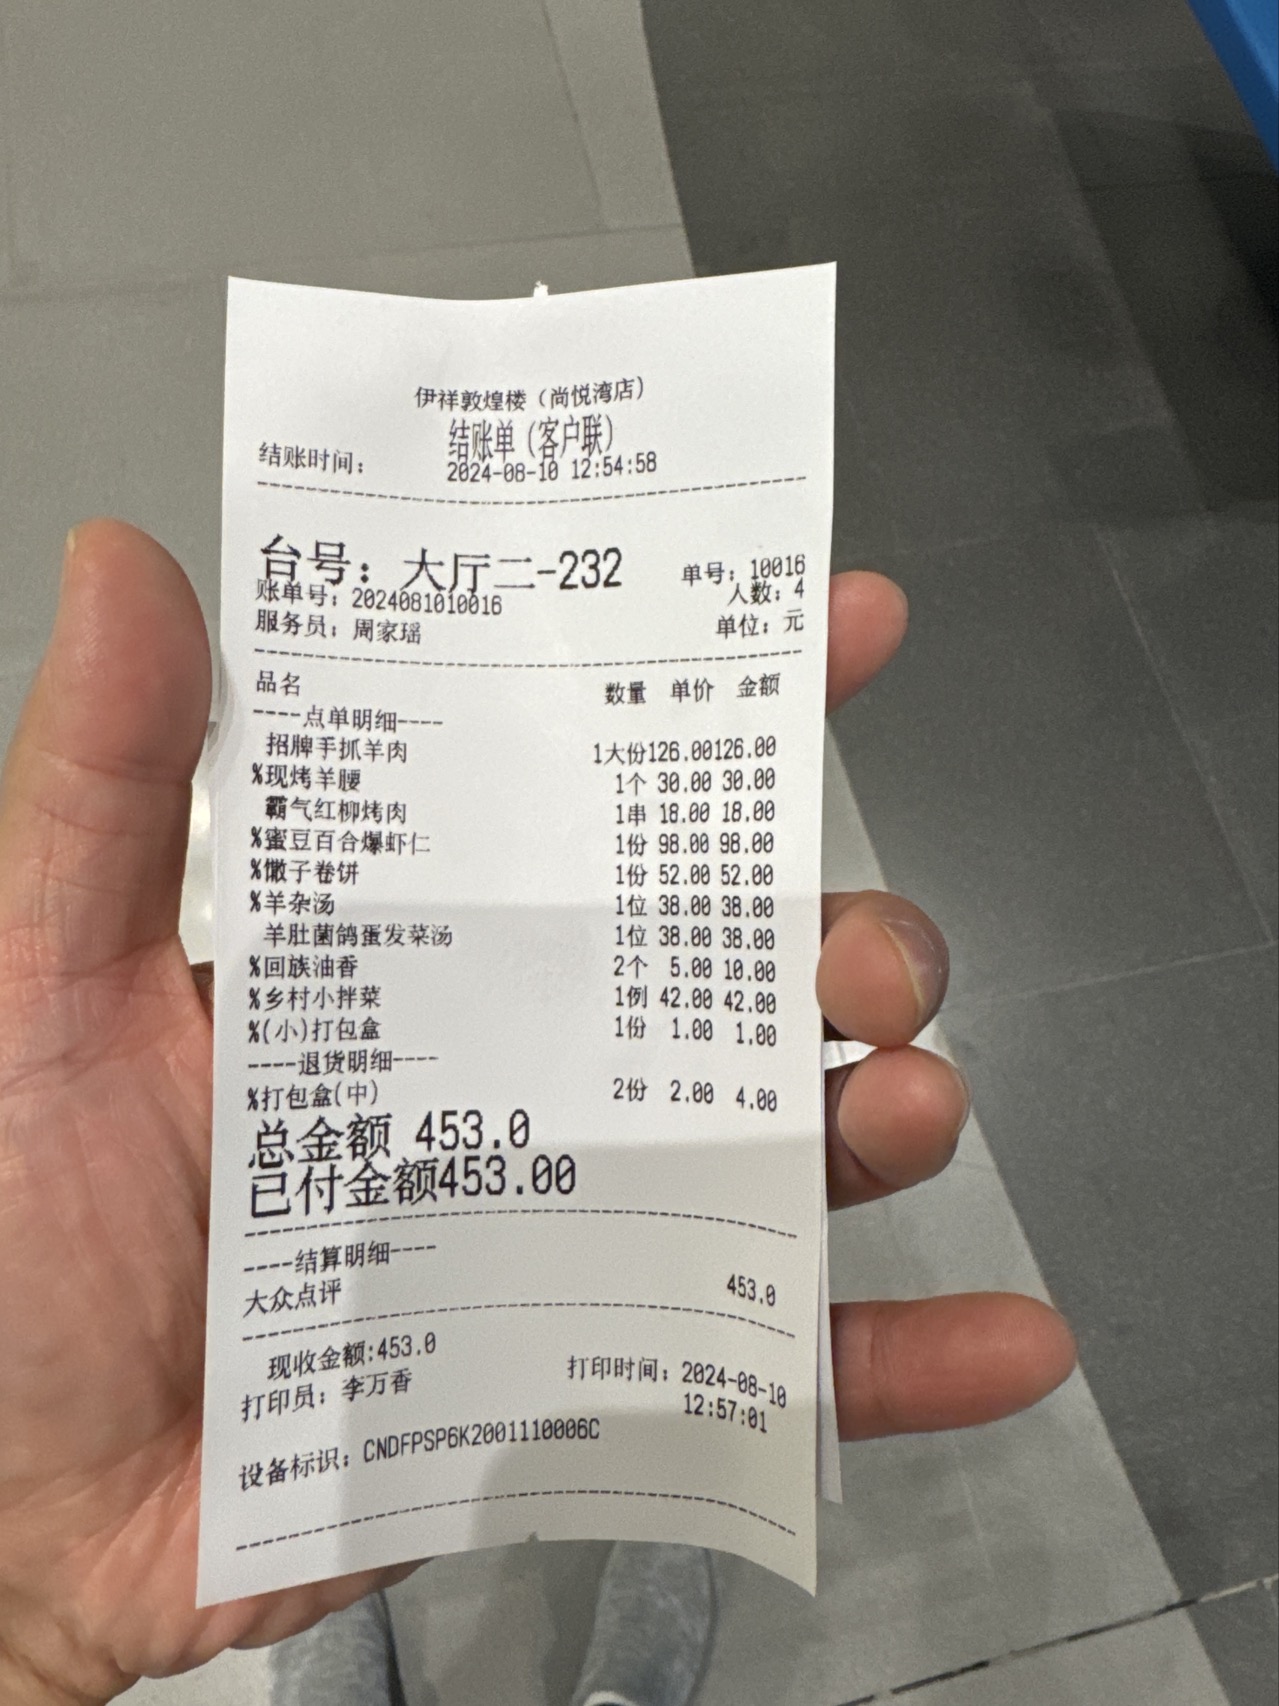 伊祥敦煌楼（尚悦湾店）
结账单（客户联）
结账时间： 2024-08-10 12:54:58
台号：大厅二-232 单号：10016
账单号：2024081010016 人数：4
服务员：周家瑶 单位：元
品名 数量 单价 金额
----点单明细----
招牌手抓羊肉 1大份126.00126.00
%现烤羊腰 1个 30.00 30.00
霸气红柳烤肉 1串 18.00 18.00
%蜜豆百合爆虾仁 1份 98.00 98.00
%馓子卷饼 1份 52.00 52.00
%羊杂汤 1位 38.00 38.00
羊肚菌鸽蛋发菜汤 1位 38.00 38.00
%回族油香 2个 5.00 10.00
%乡村小拌菜 1例 42.00 42.00
%(小)打包盒 1份 1.00 1.00
----退货明细----
%打包盒(中) 2份 2.00 4.00
总金额 453.0
已付金额453.00
----结算明细----
大众点评 453.0
现收金额:453.0
打印员：李万香 打印时间：2024-08-10
12:57:01
设备标识：CNDFPSP6K2001110006C